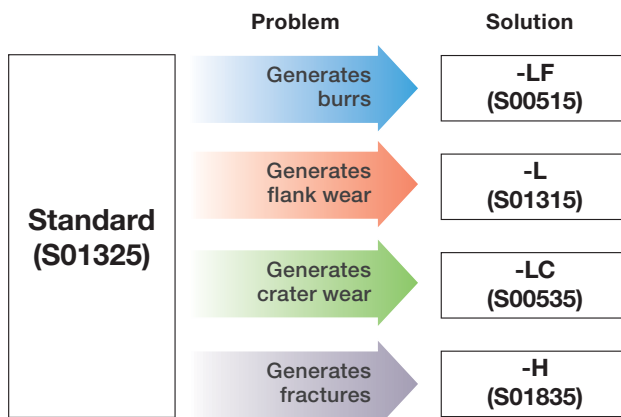 Problem
Solution
Standard
(S01325)
Generates
burrs
-LF
(S00515)
Generates
flank wear
-L
(S01315)
Generates
crater wear
-LC
(S00535)
Generates
fractures
-H
(S01835)